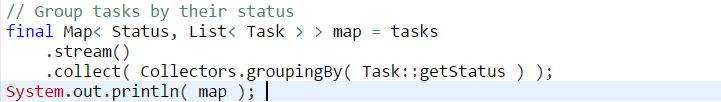 // Group tasks by their status
final Map< Status, List< Task > > map = tasks
    .stream()
    .collect( Collectors.groupingBy( Task::getStatus ) );
System.out.println( map );